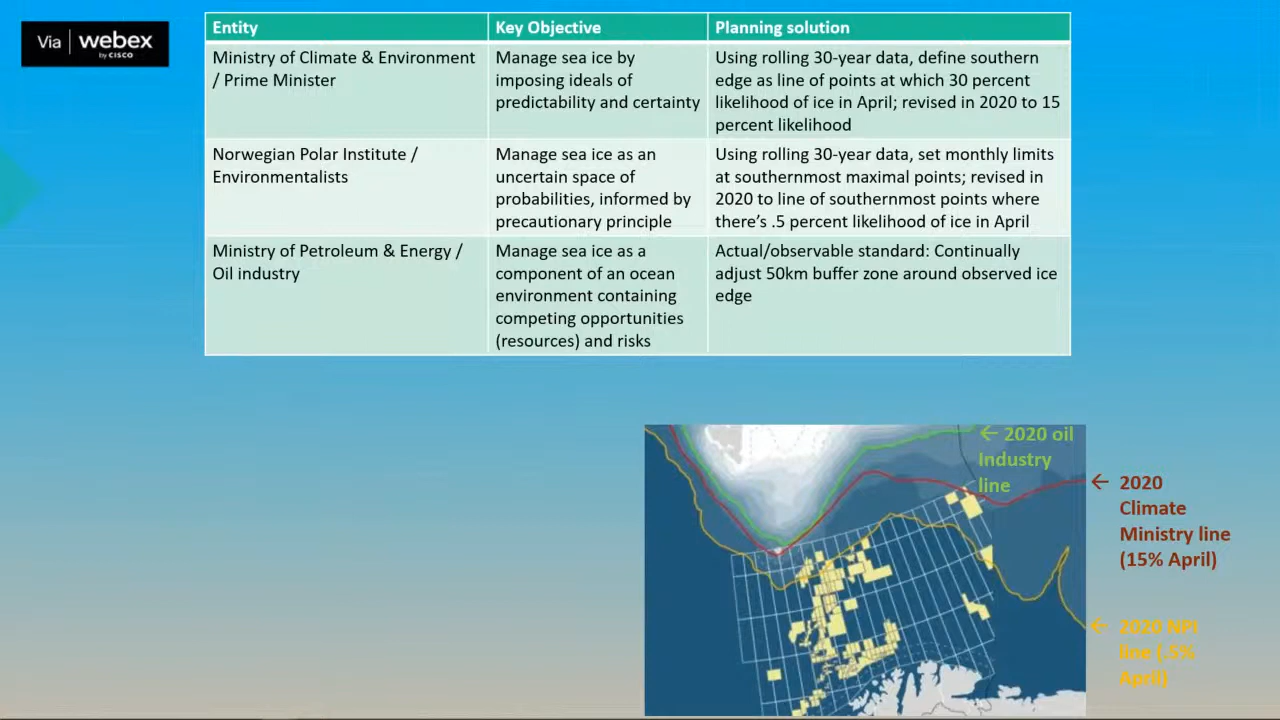 Via webex
by CISCO
Entity Key Objective Planning solution
Ministry of Climate & Environment
/ Prime Minister
Manage sea ice by
imposing ideals of
predictability and certainty
Using rolling 30-year data, define southern
edge as line of points at which 30 percent
likelihood of ice in April; revised in 2020 to 15
percent likelihood
Norwegian Polar Institute /
Environmentalists
Manage sea ice as an
uncertain space of
probabilities, informed by
precautionary principle
Using rolling 30-year data, set monthly limits
at southernmost maximal points; revised in
2020 to line of southernmost points where
there's .5 percent likelihood of ice in April
Ministry of Petroleum & Energy /
Oil industry
Manage sea ice as a
component of an ocean
environment containing
competing opportunities
(resources) and risks
Actual/observable standard: Continually
adjust 50km buffer zone around observed ice
edge
← 2020 oil
Industry
line
← 2020
Climate
Ministry line
(15% April)
← 2020 NPI
line (.5%
April)